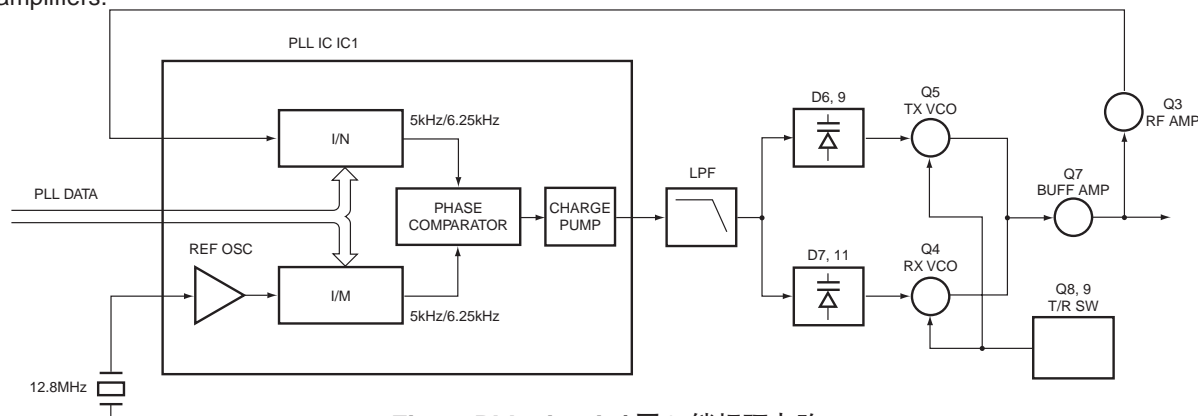 amplifiers.
PLL IC IC1
I/N
5kHz/6.25kHz
PLL DATA
PHASE
COMPARATOR
CHARGE
PUMP
REF OSC
I/M
5kHz/6.25kHz
12.8MHz
LPF
D6, 9
D7, 11
Q5
TX VCO
Q4
RX VCO
Q7
BUFF AMP
Q3
RF AMP
Q8, 9
T/R SW